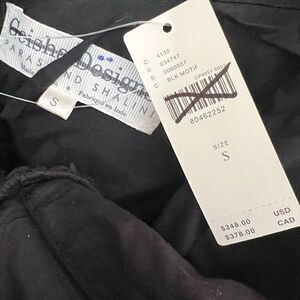 Geisha Designs
PARAS AND SHALINI
Fabriqué en Inde
S
C: 4130
V: 034747
S: 0000057
C: BLK MOTIF
80462252
SIZE
S
$348.00 USD
$378.00 CAD